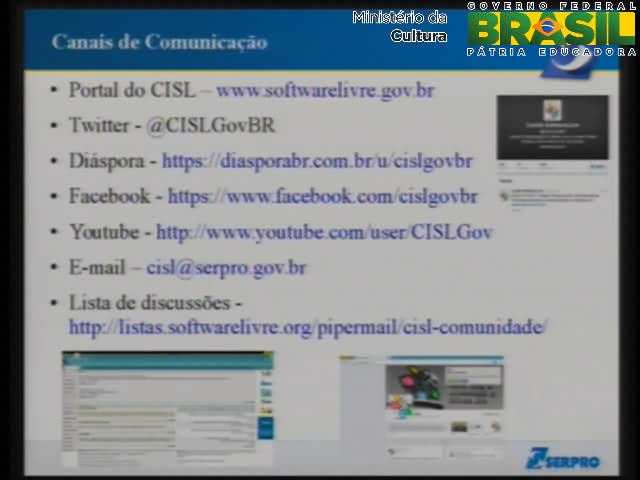 Ministério da
Cultura
GOVERNO FEDERAL
BRASIL
PÁTRIA EDUCADORA
Canais de Comunicação
• Portal do CISL – www.softwarelivre.gov.br
• Twitter - @CISLGovBR
• Diáspora - https://diasporabr.com.br/u/cislgovbr
• Facebook - https://www.facebook.com/cislgovbr
• Youtube - http://www.youtube.com/user/CISLGov
• E-mail – cisl@serpro.gov.br
• Lista de discussões -
http://listas.softwarelivre.org/pipermail/cisl-comunidade/
SERPRO